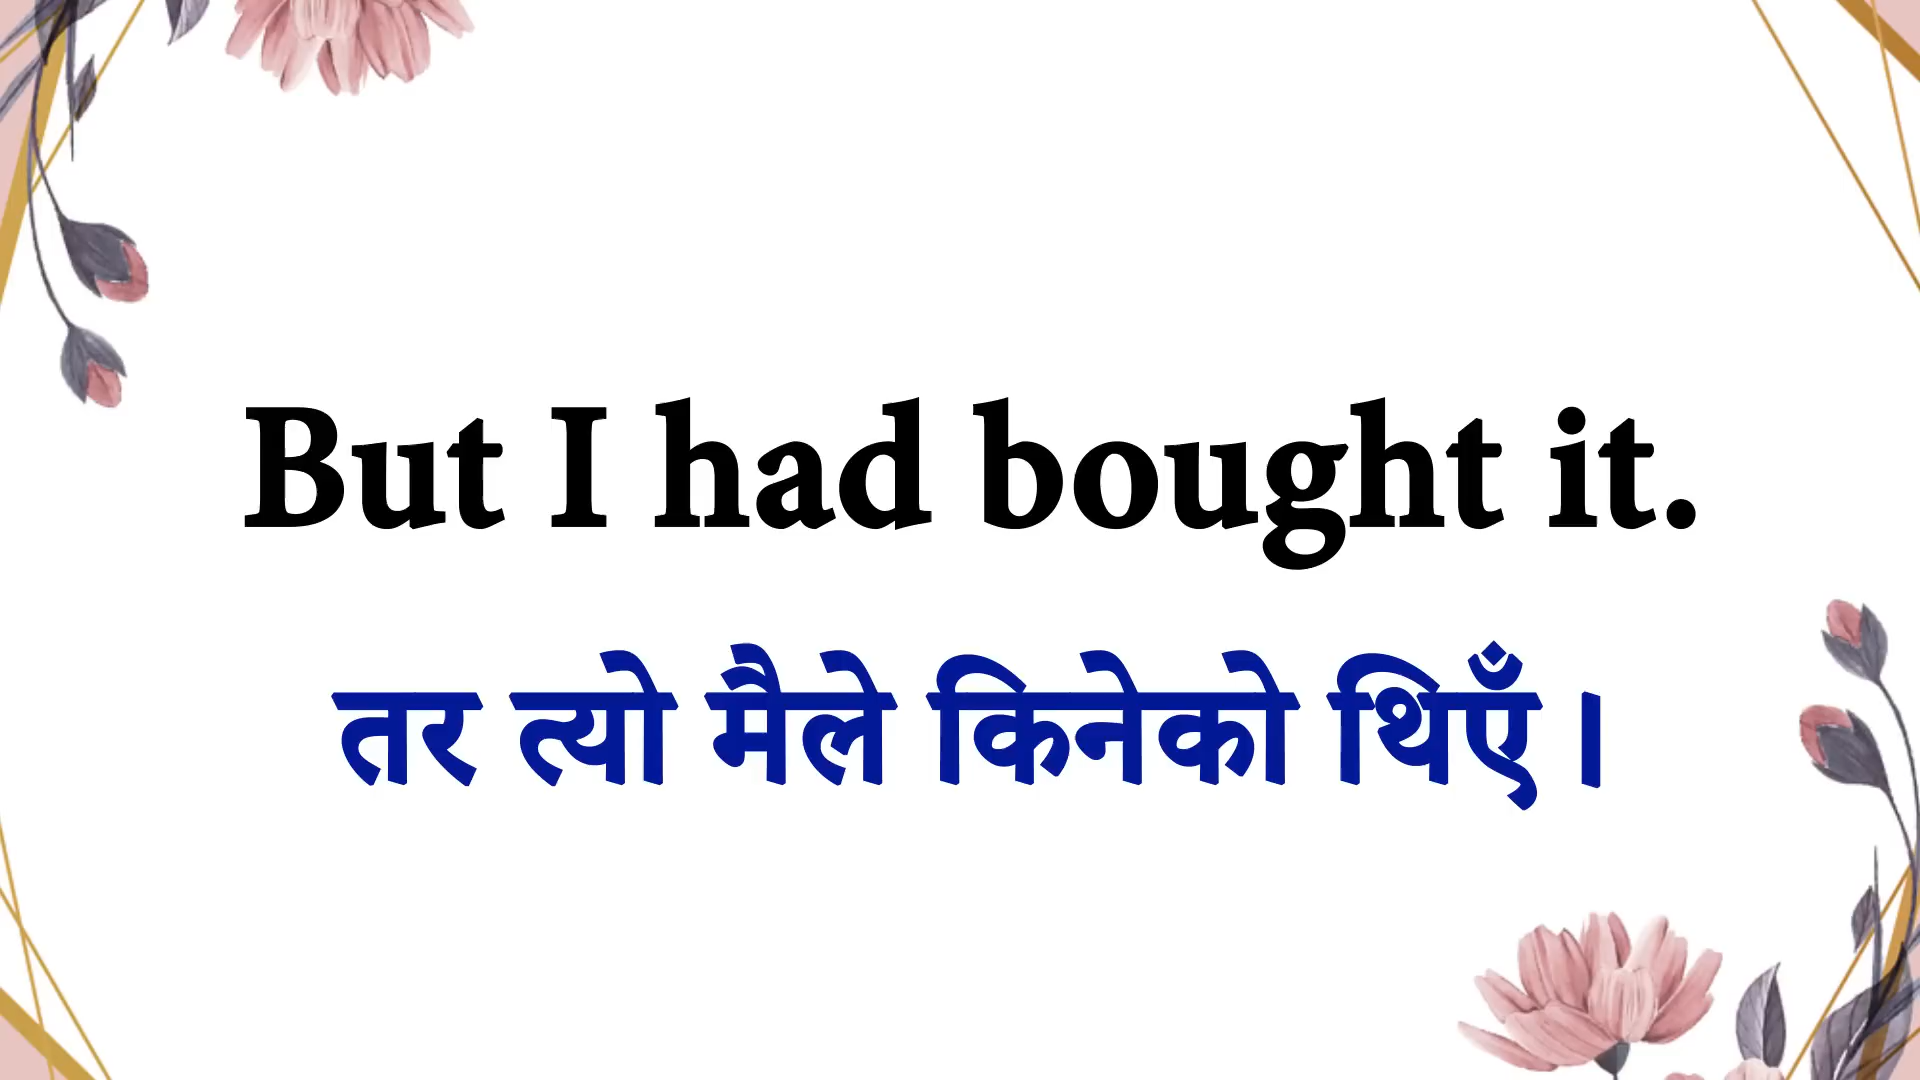 But I had bought it.
तर त्यो मैले किनेको थिएँ ।